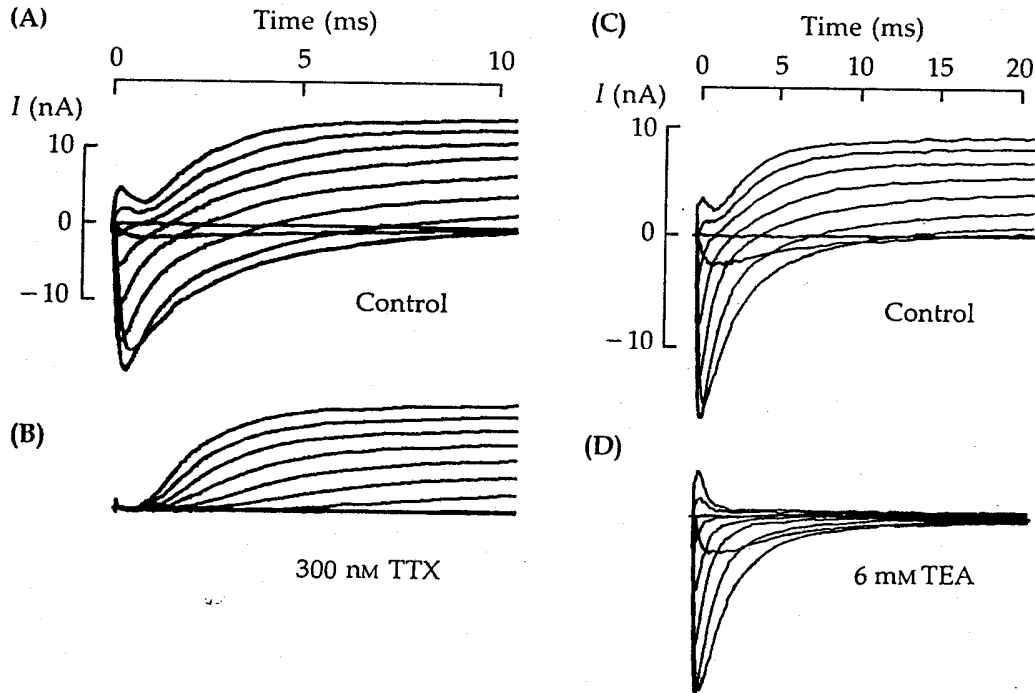 (A)
Time (ms)
0 5 10
I (nA)
10
0
−10
Control
(B)
300 nM TTX
(C)
Time (ms)
0 5 10 15 20
I (nA)
10
0
−10
Control
(D)
6 mM TEA